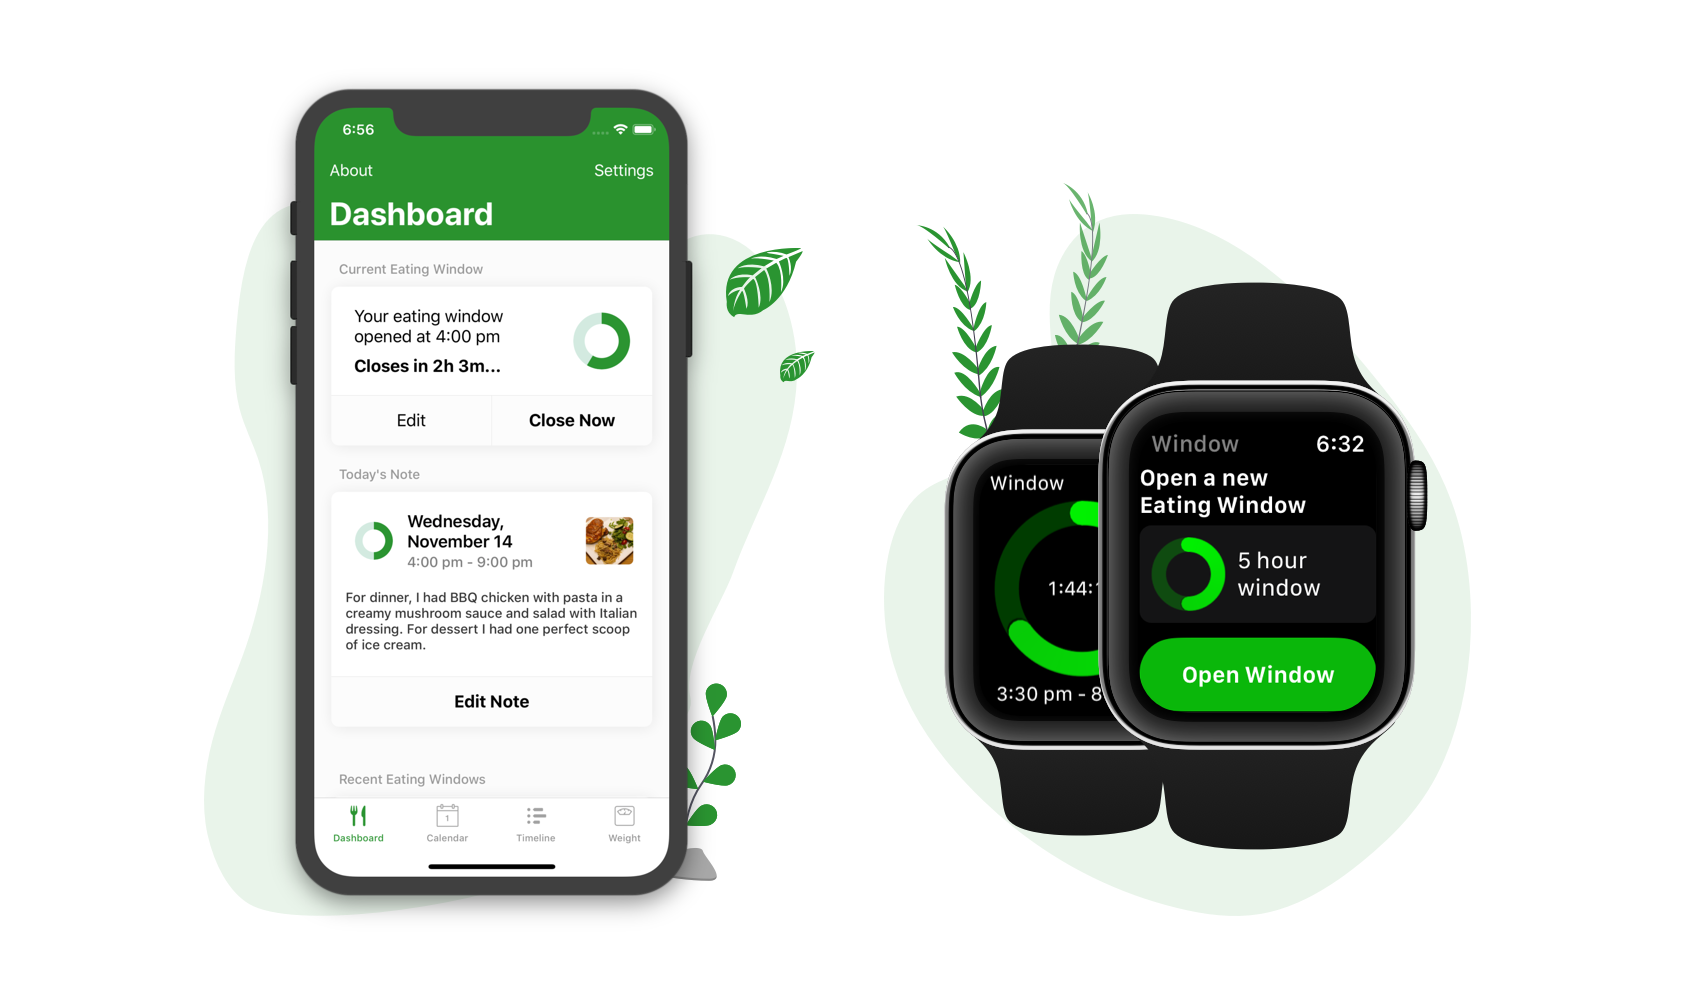 6:56
About
Settings
Dashboard
Current Eating Window
Your eating window
opened at 4:00 pm
Closes in 2h 3m...
Edit
Close Now
Today's Note
Wednesday,
November 14
4:00 pm - 9:00 pm
For dinner, I had BBQ chicken with pasta in a
creamy mushroom sauce and salad with Italian
dressing. For dessert I had one perfect scoop
of ice cream.
Edit Note
Recent Eating Windows
1
Dashboard
Calendar
Timeline
Weight
Window
1:44:
3:30 pm - 8
Window
6:32
Open a new
Eating Window
5 hour
window
Open Window